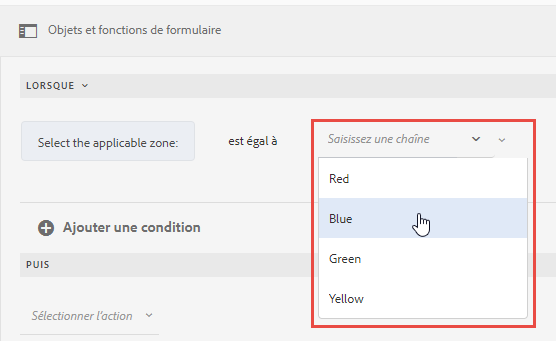 Objets et fonctions de formulaire
LORSQUE
Select the applicable zone: est égal à Saisissez une chaîne
Red
Blue
Green
Yellow
Ajouter une condition
PUIS
Sélectionner l'action